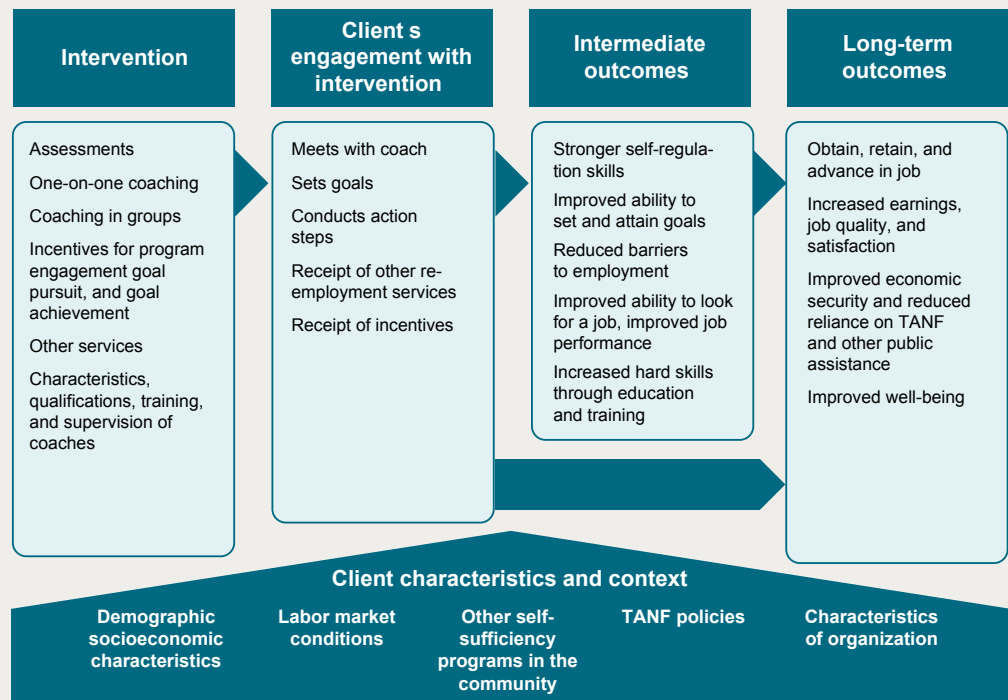 Intervention
Client s
engagement with
intervention
Intermediate
outcomes
Long-term
outcomes
Assessments
One-on-one coaching
Coaching in groups
Incentives for program
engagement goal
pursuit, and goal
achievement
Other services
Characteristics,
qualifications, training,
and supervision of
coaches
Meets with coach
Sets goals
Conducts action
steps
Receipt of other re-
employment services
Receipt of incentives
Stronger self-regula-
tion skills
Improved ability to
set and attain goals
Reduced barriers
to employment
Improved ability to look
for a job, improved job
performance
Increased hard skills
through education
and training
Obtain, retain, and
advance in job
Increased earnings,
job quality, and
satisfaction
Improved economic
security and reduced
reliance on TANF
and other public
assistance
Improved well-being
Client characteristics and context
Demographic
socioeconomic
characteristics
Labor market
conditions
Other self-
sufficiency
programs in the
community
TANF policies
Characteristics
of organization